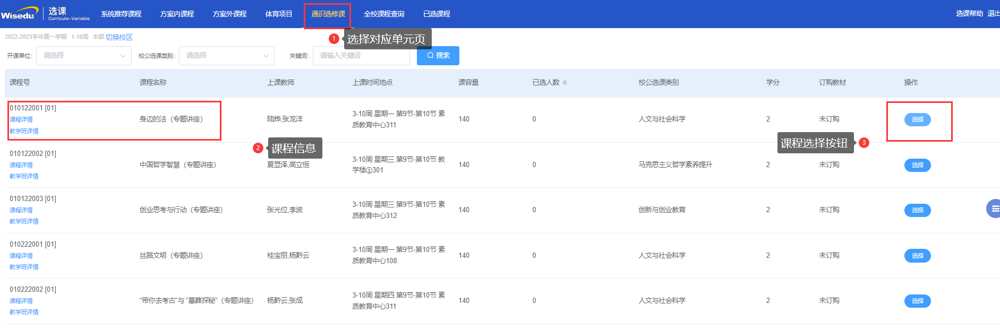 Wisedu 选课 Curricula-Variable 系统推荐课程 方案内课程 方案外课程 体育项目 通识选修课 全校课程查询 已选课程 选课帮助 退出
2022-2023学年第一学期 1-18周 本部 切换校区
1 选择对应单元页
开课单位: 请选择 校公选课类别: 请选择 关键词: 请输入关键词 搜索
课程号 课程名称 上课教师 上课时间地点 课容量 已选人数 校公选课类别 学分 订购教材 操作
010122001 [01]
课程详情
教学班详情
身边的法（专题讲座）
陆烨,张龙洋
3-10周 星期一 第9节-第10节 素
质教育中心311
140
0
人文与社会科学
2
未订购
选择
2 课程信息
课程选择按钮 3
010122002 [01]
课程详情
教学班详情
中国哲学智慧（专题讲座）
夏显泽,高立恒
3-10周 星期三 第9节-第10节 教
学楼①301
140
0
马克思主义哲学素养提升
2
未订购
选择
010122003 [01]
课程详情
教学班详情
创业思考与行动（专题讲座）
张光位,李波
3-10周 星期三 第9节-第10节 素
质教育中心312
140
0
创新与创业教育
2
未订购
选择
010222001 [01]
课程详情
教学班详情
丝路文明（专题讲座）
桂宝丽,杨黔云
3-10周 星期一 第9节-第10节 素
质教育中心108
140
0
人文与社会科学
2
未订购
选择
010222002 [01]
课程详情
教学班详情
“带你去考古”与 “墓葬探秘”（专题讲座）
杨黔云,张成
3-10周 星期四 第9节-第10节 素
质教育中心311
140
0
人文与社会科学
2
未订购
选择